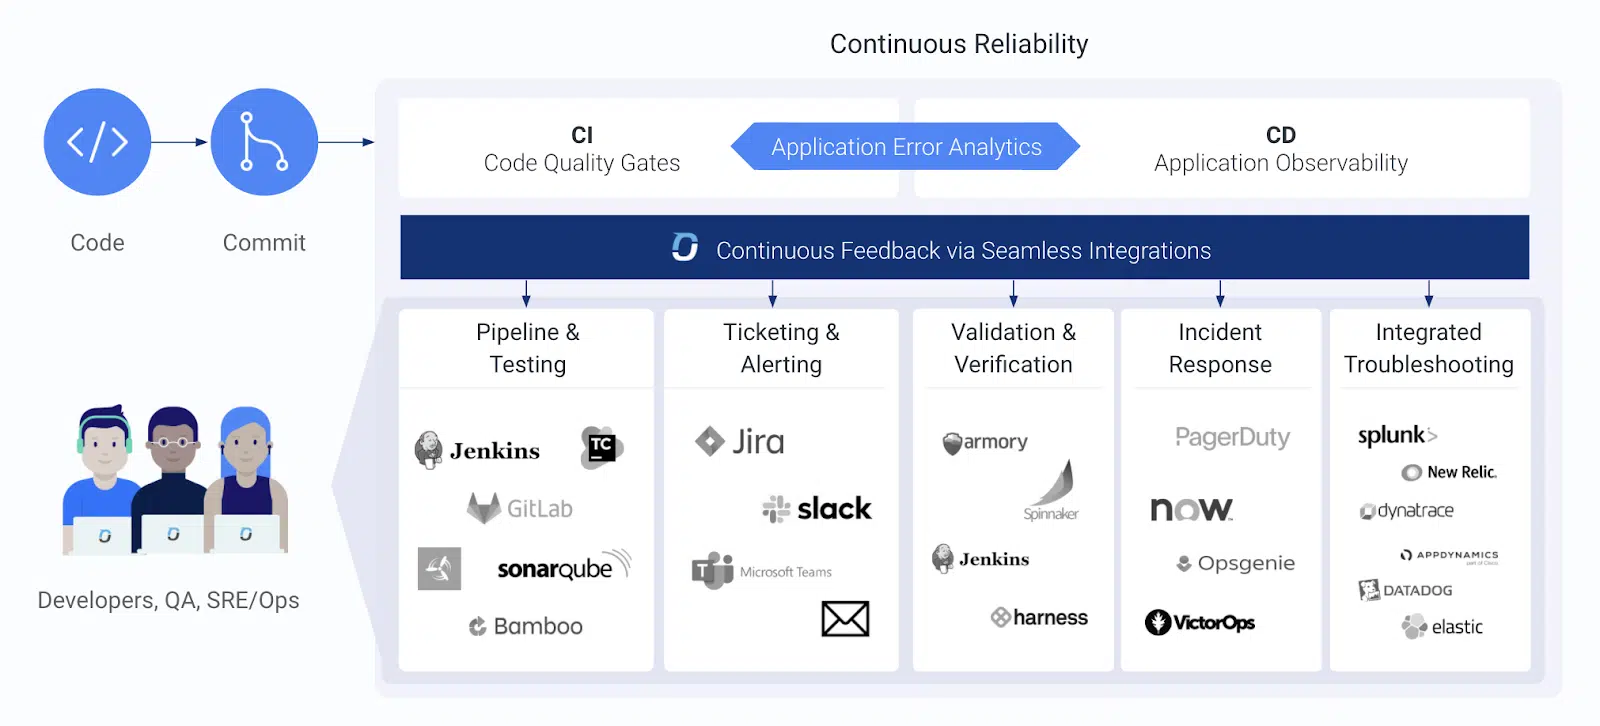 Continuous Reliability
CI
Code Quality Gates
Application Error Analytics
CD
Application Observability
Code
Commit
Continuous Feedback via Seamless Integrations
Pipeline &
Testing
Ticketing &
Alerting
Validation &
Verification
Incident
Response
Integrated
Troubleshooting
Jenkins
TC
GitLab
sonarqube
Bamboo
Jira
slack
T
Microsoft Teams
armory
Spinnaker
Jenkins
harness
PagerDuty
now
Opsgenie
VictorOps
splunk>
New Relic.
dynatrace
APPDYNAMICS
part of Cisco
DATADOG
elastic
Developers, QA, SRE/Ops